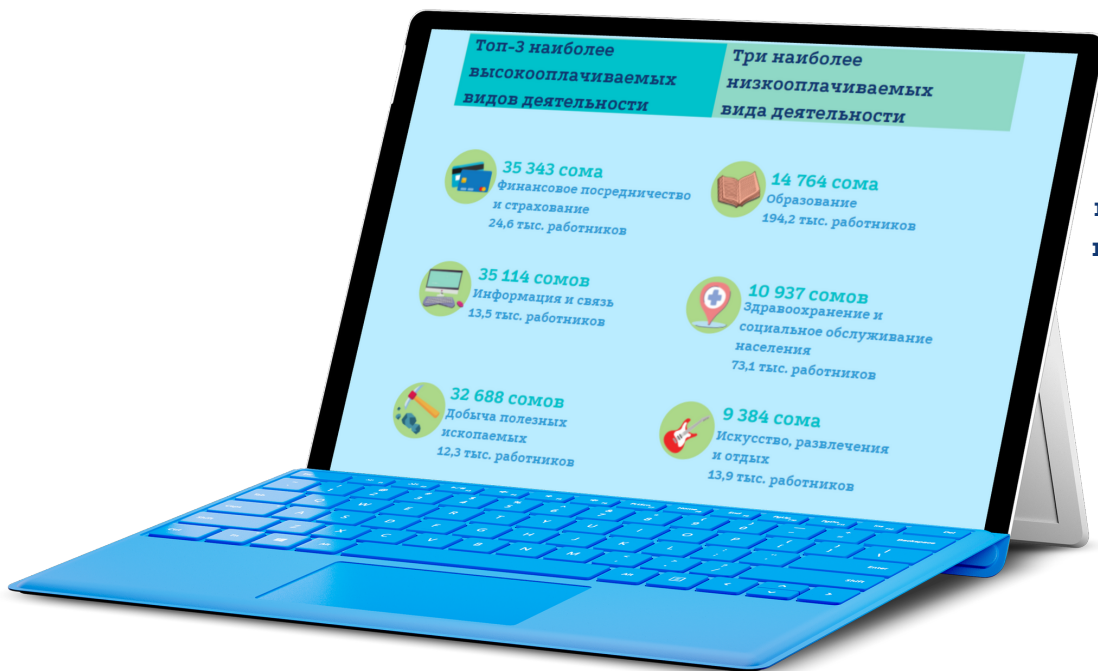 Топ-3 наиболее
высокооплачиваемых
видов деятельности
35 343 сома
Финансовое посредничество
и страхование
24,6 тыс. работников
35 114 сомов
Информация и связь
13,5 тыс. работников
32 688 сомов
Добыча полезных
ископаемых
12,3 тыс. работников
Три наиболее
низкооплачиваемых
вида деятельности
14 764 сома
Образование
194,2 тыс. работников
10 937 сомов
Здравоохранение и
социальное обслуживание
населения
73,1 тыс. работников
9 384 сома
Искусство, развлечения
и отдых
13,9 тыс. работников